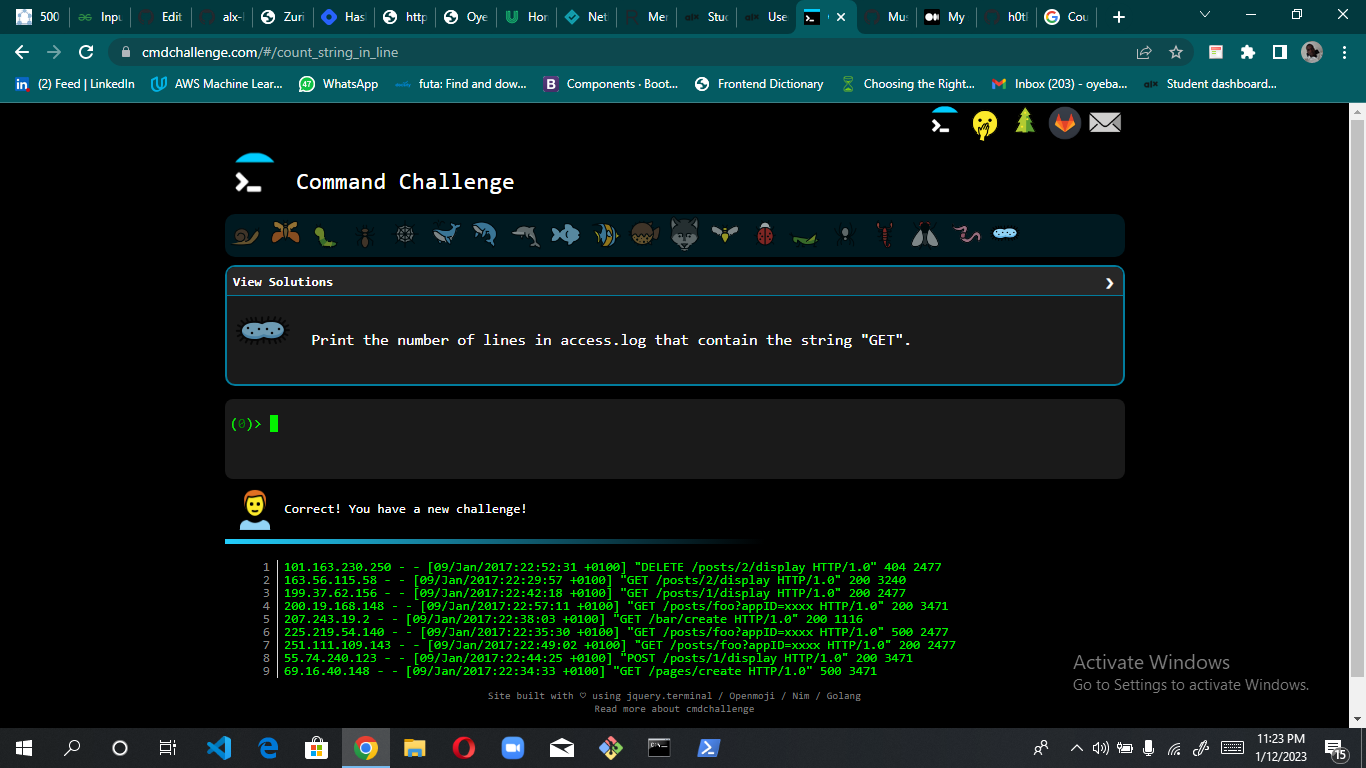 500
Inpu
Edit
alx-l
Zuri
Hasl
http
Oye
Hor
Net
Mer
Stuc
Use
Mus
My
h0tl
Cou
cmdchallenge.com/#/count_string_in_line
(2) Feed | LinkedIn
AWS Machine Lear...
WhatsApp
futa: Find and dow...
Components · Boot...
Frontend Dictionary
Choosing the Right...
Inbox (203) - oyeba...
Student dashboard...
Command Challenge
View Solutions
Print the number of lines in access.log that contain the string "GET".
(0)>
Correct! You have a new challenge!
1 101.163.230.250 - - [09/Jan/2017:22:52:31 +0100] "DELETE /posts/2/display HTTP/1.0" 404 2477
2 163.56.115.58 - - [09/Jan/2017:22:29:57 +0100] "GET /posts/2/display HTTP/1.0" 200 3240
3 199.37.62.156 - - [09/Jan/2017:22:42:18 +0100] "GET /posts/1/display HTTP/1.0" 200 2477
4 200.19.168.148 - - [09/Jan/2017:22:57:11 +0100] "GET /posts/foo?appID=xxxx HTTP/1.0" 200 3471
5 207.243.19.2 - - [09/Jan/2017:22:38:03 +0100] "GET /bar/create HTTP/1.0" 200 1116
6 225.219.54.140 - - [09/Jan/2017:22:35:30 +0100] "GET /posts/foo?appID=xxxx HTTP/1.0" 500 2477
7 251.111.109.143 - - [09/Jan/2017:22:49:02 +0100] "GET /posts/foo?appID=xxxx HTTP/1.0" 200 2477
8 55.74.240.123 - - [09/Jan/2017:22:44:25 +0100] "POST /posts/1/display HTTP/1.0" 200 3471
9 69.16.40.148 - - [09/Jan/2017:22:34:33 +0100] "GET /pages/create HTTP/1.0" 500 3471
Site built with ♡ using jquery.terminal / Openmoji / Nim / Golang
Read more about cmdchallenge
Activate Windows
Go to Settings to activate Windows.
11:23 PM
1/12/2023
15